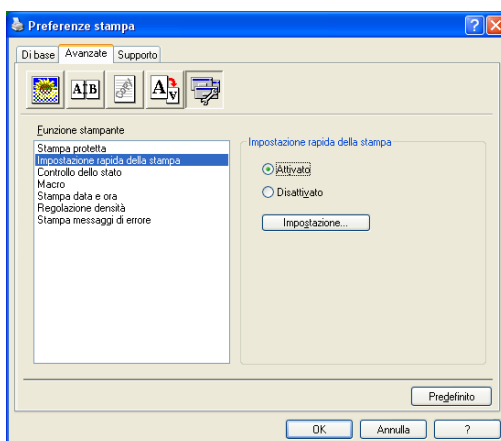 Preferenze stampa
Di base Avanzate Supporto
A B
A
V
Funzione stampante
Stampa protetta
Impostazione rapida della stampa
Controllo dello stato
Macro
Stampa data e ora
Regolazione densità
Stampa messaggi di errore
Impostazione rapida della stampa
Attivato
Disattivato
Impostazione...
Predefinito
OK Annulla ?